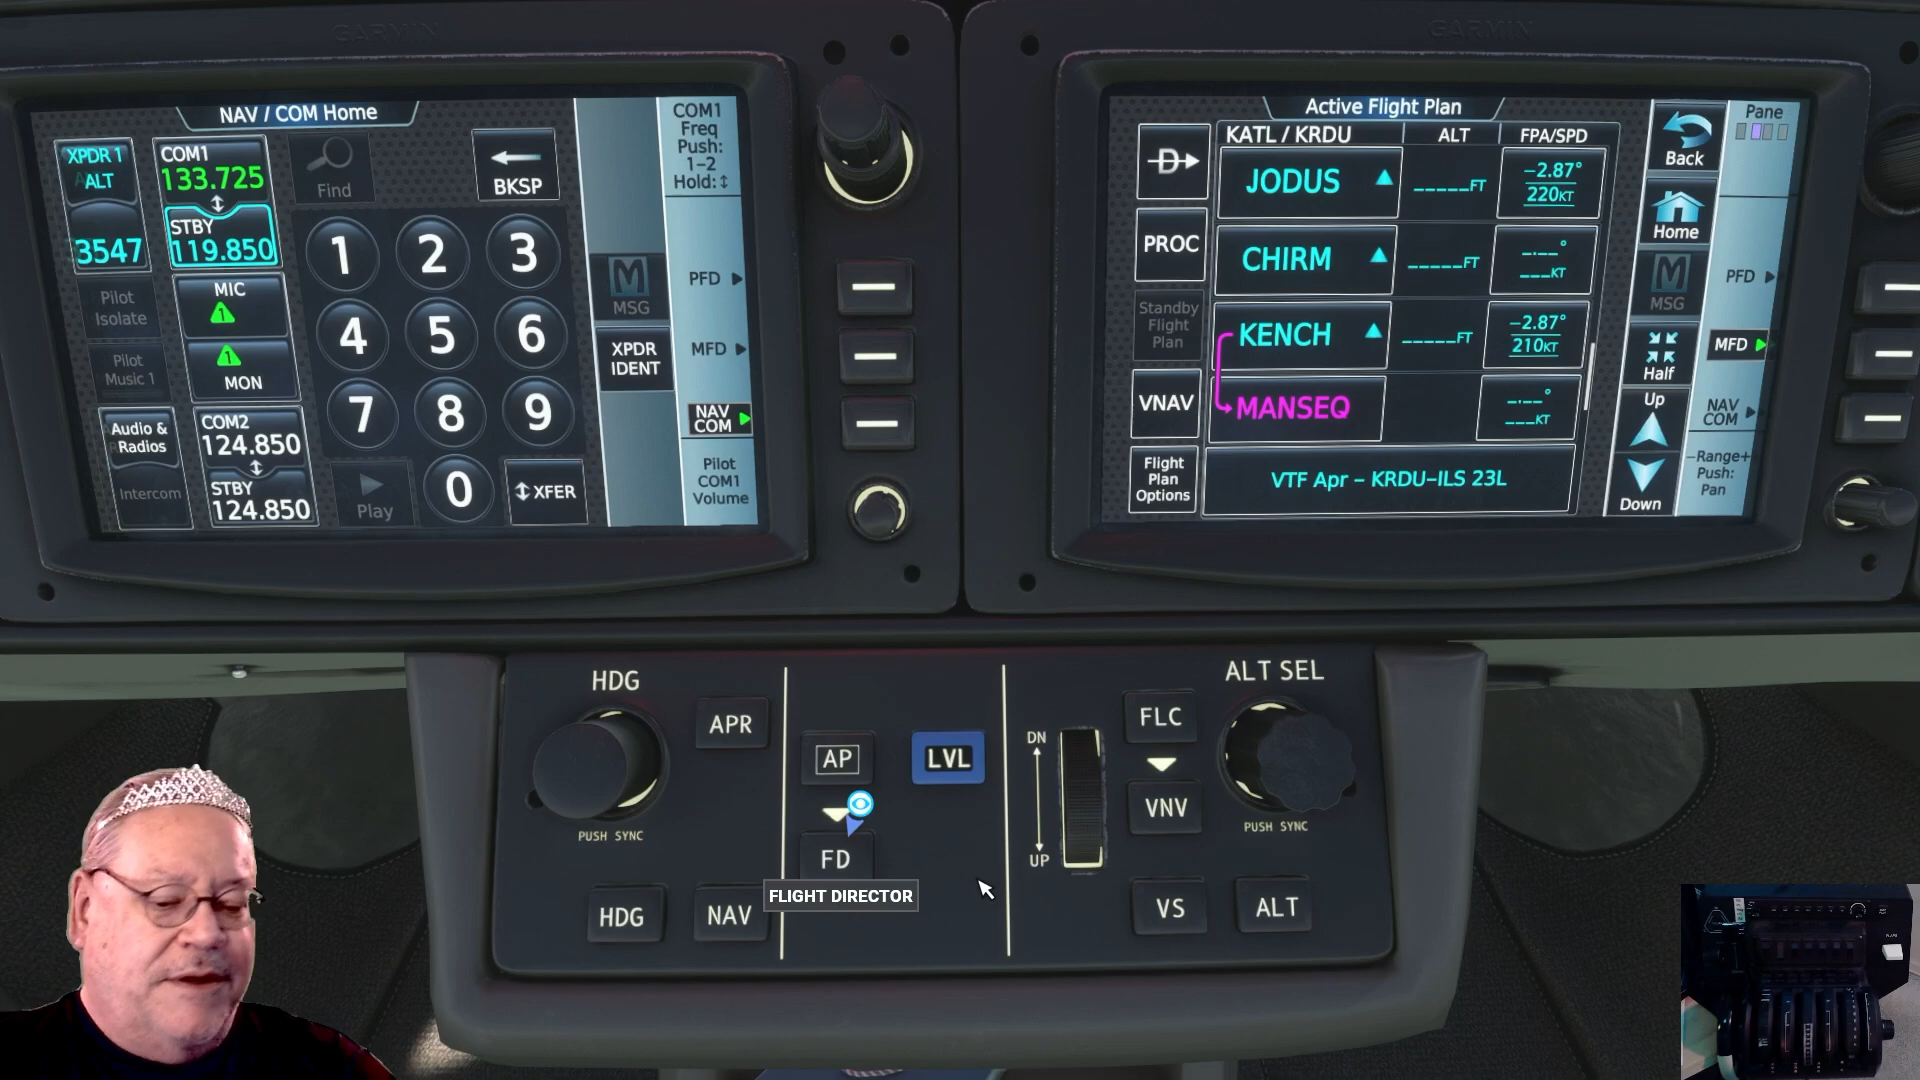 GARMIN
GARMIN
NAV / COM Home
XPDR 1
ALT
3547
Pilot
Isolate
Pilot
Music 1
Audio &
Radios
Intercom
COM1
133.725
STBY
119.850
MIC
1
1
MON
COM2
124.850
STBY
124.850
Find
BKSP
1
2
3
4
5
6
7
8
9
Play
0
XFER
MSG
XPDR
IDENT
COM1
Freq
Push:
1–2
Hold:
PFD
MFD
NAV
COM
Pilot
COM1
Volume
Active Flight Plan
KATL / KRDU
ALT
FPA/SPD
D
PROC
Standby
Flight
Plan
VNAV
Flight
Plan
Options
JODUS
_____FT
−2.87°
220KT
CHIRM
_____FT
–.––°
___KT
KENCH
_____FT
−2.87°
210KT
MANSEQ
–.––°
___KT
VTF Apr – KRDU–ILS 23L
Back
Home
MSG
Half
Up
Down
Pane
PFD
MFD
NAV
COM
−Range+
Push:
Pan
HDG
PUSH SYNC
APR
HDG
NAV
AP
FD
FLIGHT DIRECTOR
LVL
DN
UP
FLC
VNV
VS
ALT SEL
PUSH SYNC
ALT